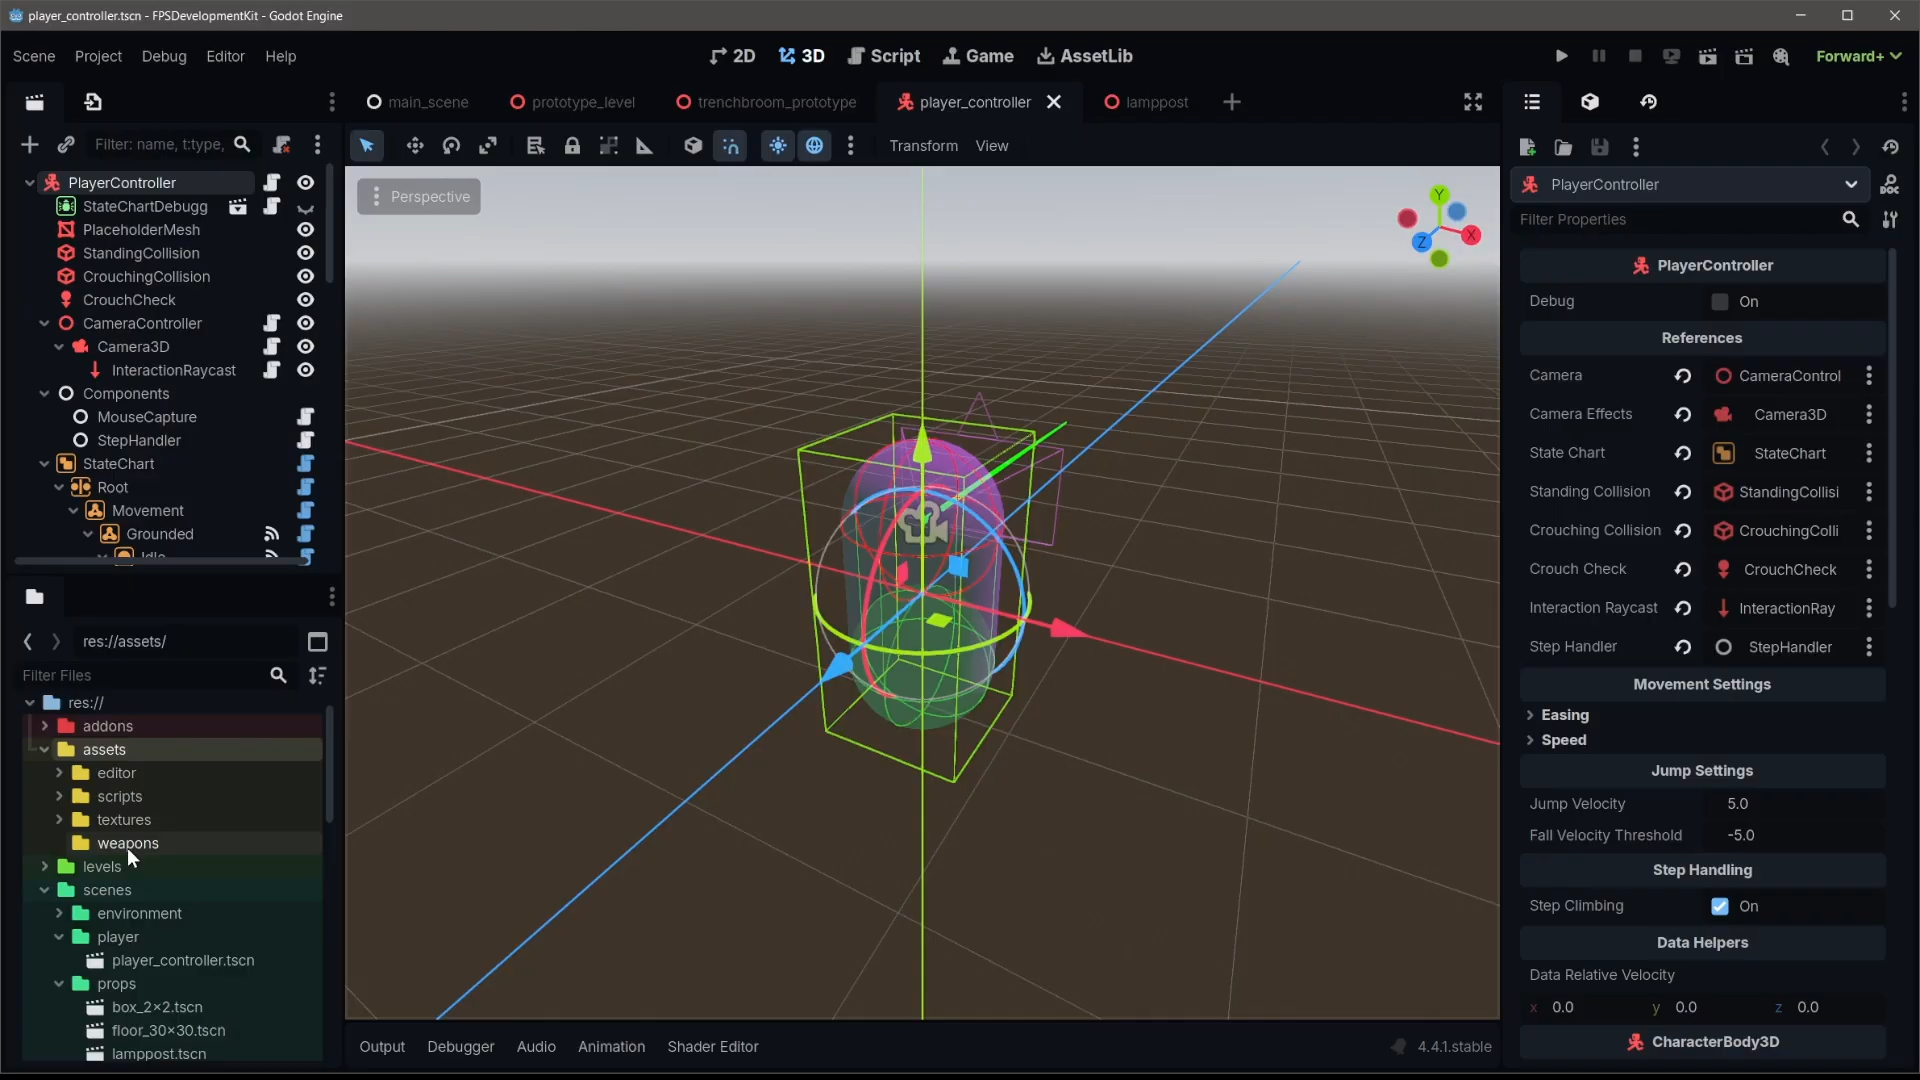 player_controller.tscn - FPSDevelopmentKit - Godot Engine
Scene Project Debug Editor Help
2D 3D Script Game AssetLib
Forward+
main_scene prototype_level trenchbroom_prototype player_controller lamppost
Filter: name, t:type,
Transform View
Perspective
Y
X
Z
PlayerController
StateChartDebugg
PlaceholderMesh
StandingCollision
CrouchingCollision
CrouchCheck
CameraController
Camera3D
InteractionRaycast
Components
MouseCapture
StepHandler
StateChart
Root
Movement
Grounded
Idle
res://assets/
Filter Files
res://
addons
assets
editor
scripts
textures
weapons
levels
scenes
environment
player
player_controller.tscn
props
box_2×2.tscn
floor_30×30.tscn
lamppost.tscn
Output Debugger Audio Animation Shader Editor
4.4.1.stable
PlayerController
Filter Properties
PlayerController
Debug On
References
Camera CameraControl
Camera Effects Camera3D
State Chart StateChart
Standing Collision StandingCollisi
Crouching Collision CrouchingColli
Crouch Check CrouchCheck
Interaction Raycast InteractionRay
Step Handler StepHandler
Movement Settings
Easing
Speed
Jump Settings
Jump Velocity 5.0
Fall Velocity Threshold -5.0
Step Handling
Step Climbing On
Data Helpers
Data Relative Velocity
x 0.0 y 0.0 z 0.0
CharacterBody3D